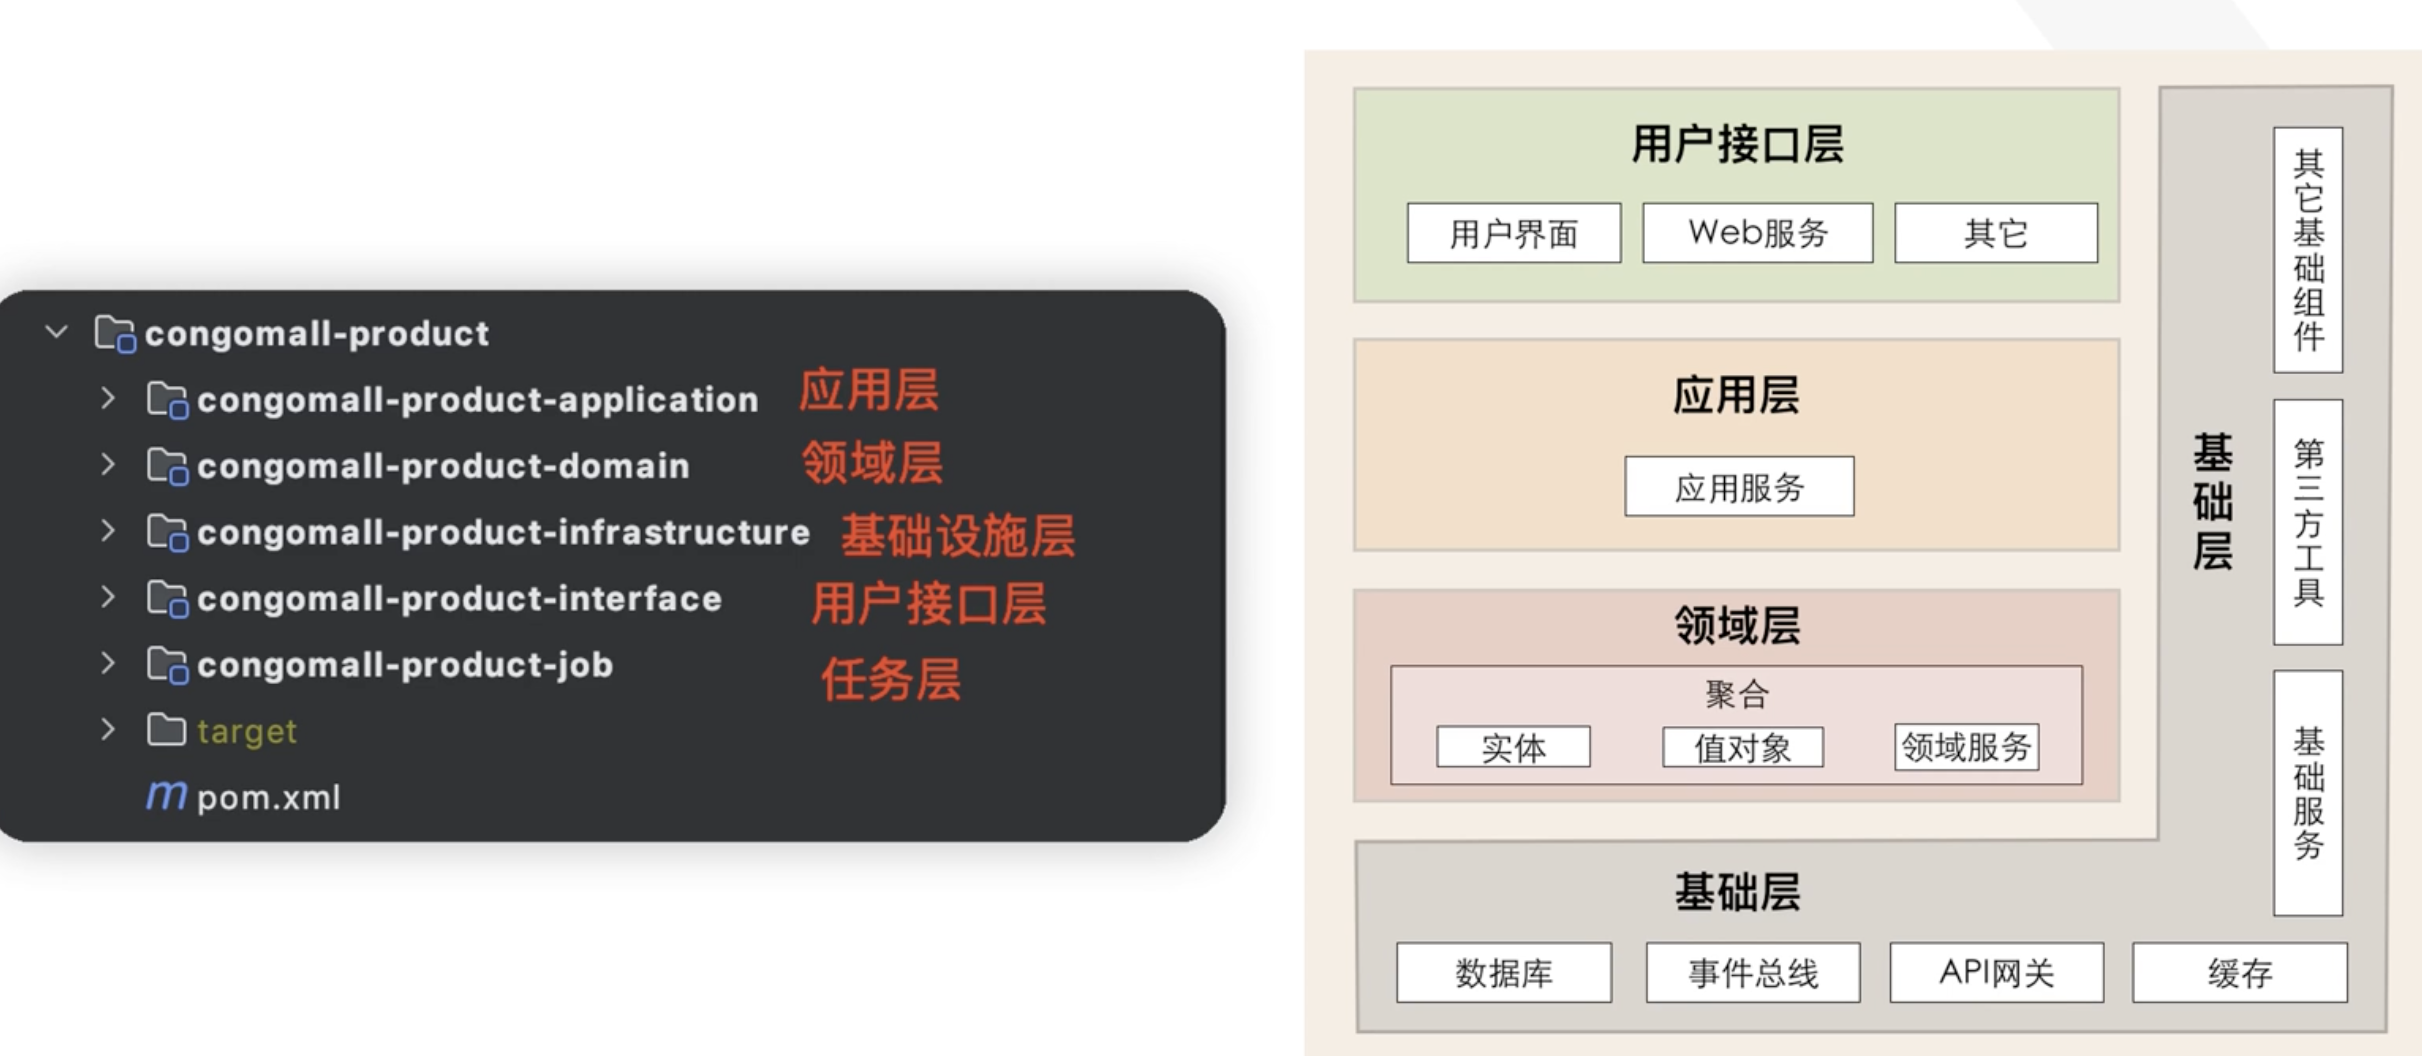 congomall-product
congomall-product-application 应用层
congomall-product-domain 领域层
congomall-product-infrastructure 基础设施层
congomall-product-interface 用户接口层
congomall-product-job 任务层
target
m pom.xml
用户接口层
用户界面 Web服务 其它
应用层
应用服务
领域层
聚合
实体 值对象 领域服务
基础层
数据库 事件总线 API网关 缓存
基础层
其它基础组件
第三方工具
基础服务